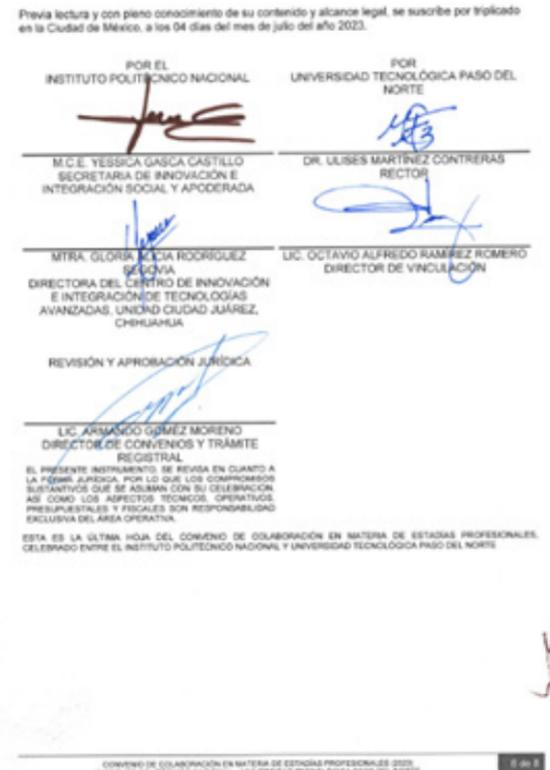 Previa lectura y con pleno conocimiento de su contenido y alcance legal, se suscribe por triplicado
en la Ciudad de México, a los 04 días del mes de julio del año 2023.
POR EL
INSTITUTO POLITÉCNICO NACIONAL
M.C.E. YESSICA GASCA CASTILLO
SECRETARIA DE INNOVACIÓN E
INTEGRACIÓN SOCIAL Y APODERADA
MTRA. GLORIA ALICIA RODRÍGUEZ
SEGOVIA
DIRECTORA DEL CENTRO DE INNOVACIÓN
E INTEGRACIÓN DE TECNOLOGÍAS
AVANZADAS, UNIDAD CIUDAD JUÁREZ,
CHIHUAHUA
POR
UNIVERSIDAD TECNOLÓGICA PASO DEL
NORTE
DR. ULISES MARTÍNEZ CONTRERAS
RECTOR
LIC. OCTAVIO ALFREDO RAMÍREZ ROMERO
DIRECTOR DE VINCULACIÓN
REVISIÓN Y APROBACIÓN JURÍDICA
LIC. ARMANDO GÓMEZ MORENO
DIRECTOR DE CONVENIOS Y TRÁMITE
REGISTRAL
EL PRESENTE INSTRUMENTO, SE REVISA EN CUANTO A
LA FORMA JURÍDICA, POR LO QUE LOS COMPROMISOS
SUSTANTIVOS QUE SE ASUMAN CON SU CELEBRACIÓN,
ASÍ COMO LOS ASPECTOS TÉCNICOS, OPERATIVOS,
PRESUPUESTALES Y FISCALES SON RESPONSABILIDAD
EXCLUSIVA DEL ÁREA OPERATIVA.
ESTA ES LA ÚLTIMA HOJA DEL CONVENIO DE COLABORACIÓN EN MATERIA DE ESTADÍAS PROFESIONALES,
CELEBRADO ENTRE EL INSTITUTO POLITÉCNICO NACIONAL Y UNIVERSIDAD TECNOLÓGICA PASO DEL NORTE
CONVENIO DE COLABORACIÓN EN MATERIA DE ESTADÍAS PROFESIONALES (2023)
8 de 8